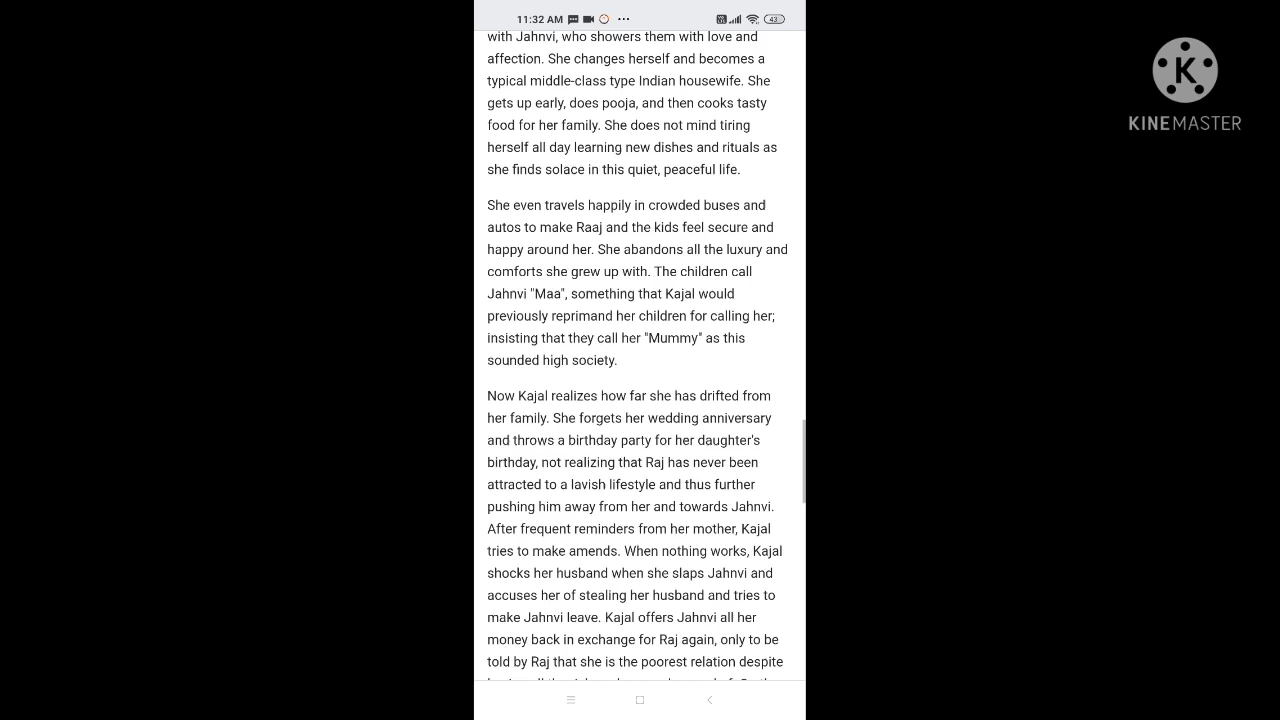 11:32 AM
43
K
KINEMASTER
with Jahnvi, who showers them with love and
affection. She changes herself and becomes a
typical middle-class type Indian housewife. She
gets up early, does pooja, and then cooks tasty
food for her family. She does not mind tiring
herself all day learning new dishes and rituals as
she finds solace in this quiet, peaceful life.
She even travels happily in crowded buses and
autos to make Raaj and the kids feel secure and
happy around her. She abandons all the luxury and
comforts she grew up with. The children call
Jahnvi "Maa", something that Kajal would
previously reprimand her children for calling her;
insisting that they call her "Mummy" as this
sounded high society.
Now Kajal realizes how far she has drifted from
her family. She forgets her wedding anniversary
and throws a birthday party for her daughter's
birthday, not realizing that Raj has never been
attracted to a lavish lifestyle and thus further
pushing him away from her and towards Jahnvi.
After frequent reminders from her mother, Kajal
tries to make amends. When nothing works, Kajal
shocks her husband when she slaps Jahnvi and
accuses her of stealing her husband and tries to
make Jahnvi leave. Kajal offers Jahnvi all her
money back in exchange for Raj again, only to be
told by Raj that she is the poorest relation despite